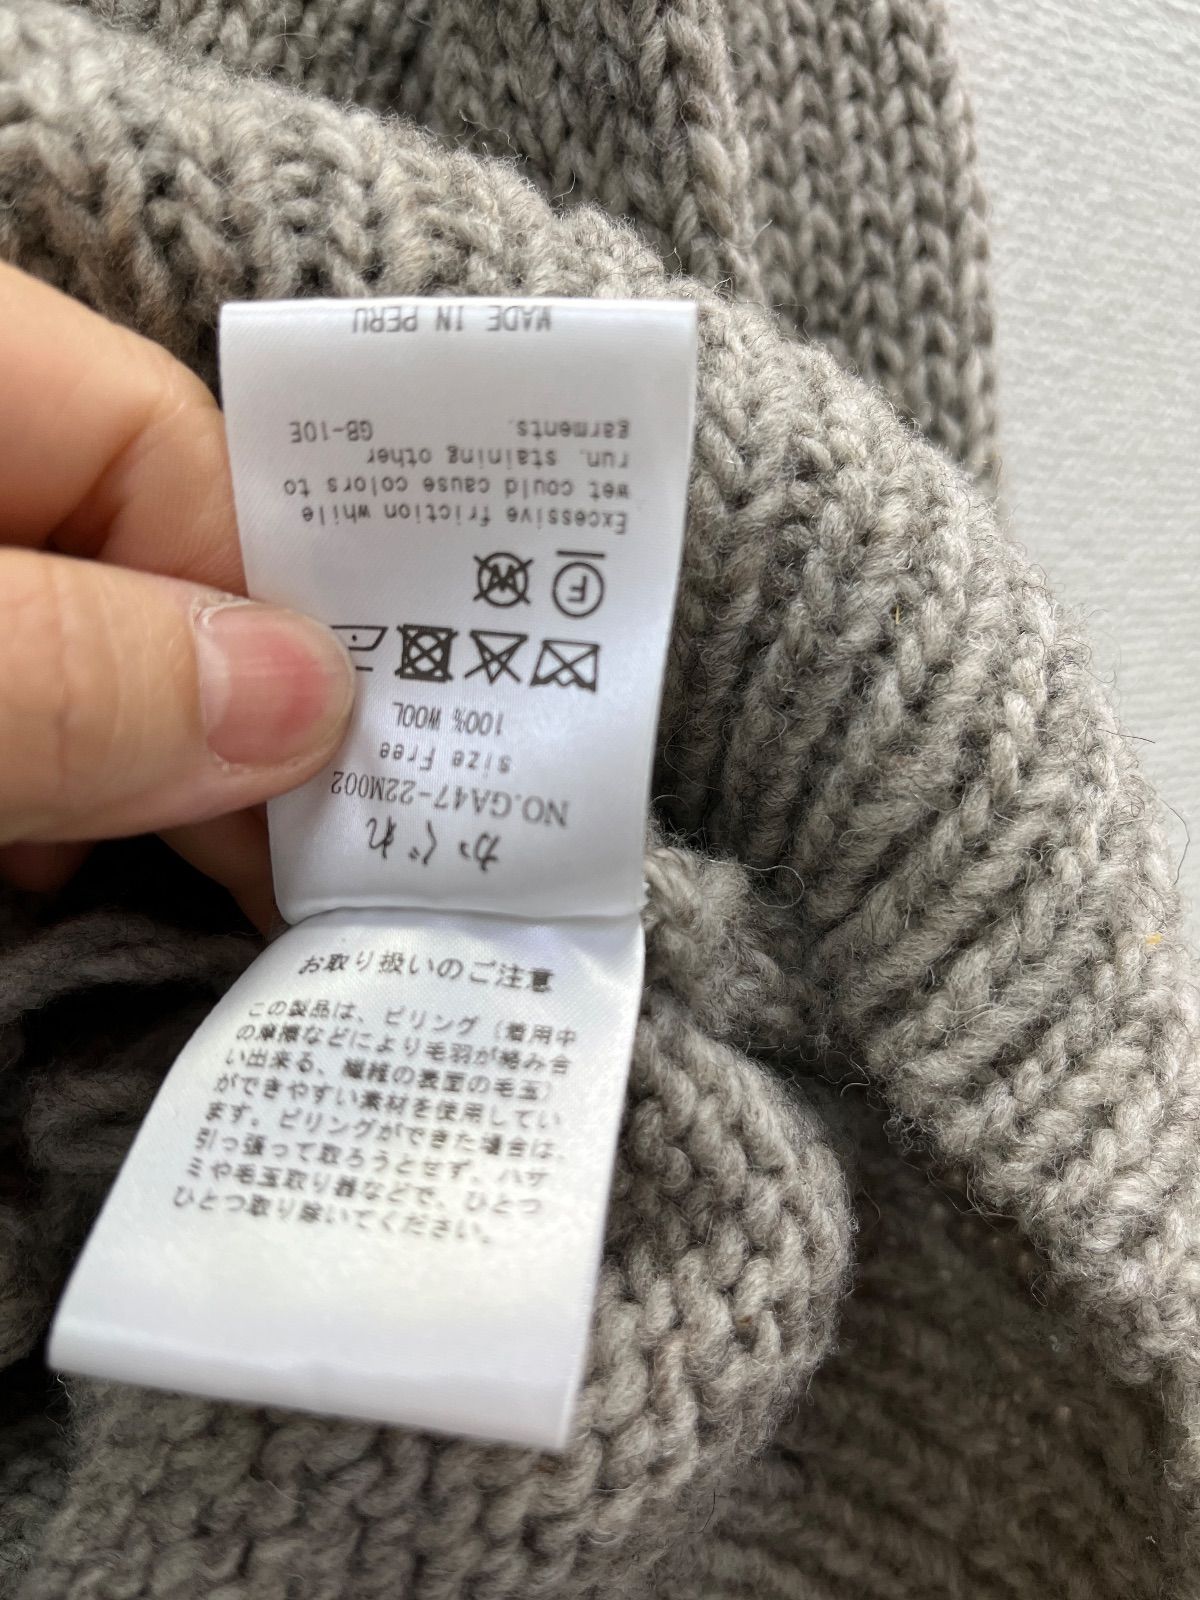 かぐれ
NO.GA47-22M002
size Free
100% WOOL
F
W
Excessive friction while
wet could cause colors to
run. staining other
garments. GB-10E
MADE IN PERU
お取り扱いのご注意
この製品は、ピリング（着用中
の摩擦などにより毛羽が絡み合
い出来る、繊維の表面の毛玉）
ができやすい素材を使用してい
ます。ピリングができた場合は、
引っ張って取ろうとせず。ハサ
ミや毛玉取り器などで、ひとつ
ひとつ取り除いてください。